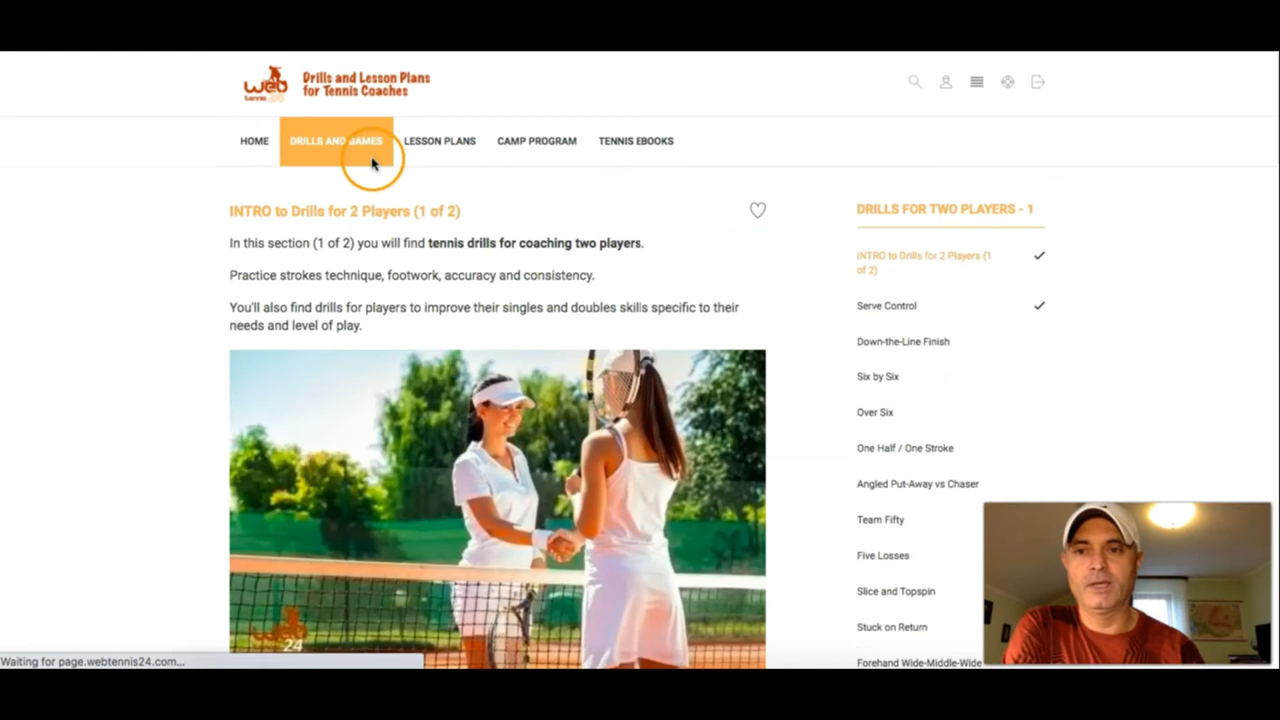 web
tennis 24
Drills and Lesson Plans
for Tennis Coaches
HOME
DRILLS AND GAMES
LESSON PLANS
CAMP PROGRAM
TENNIS EBOOKS
INTRO to Drills for 2 Players (1 of 2)
In this section (1 of 2) you will find tennis drills for coaching two players.
Practice strokes technique, footwork, accuracy and consistency.
You'll also find drills for players to improve their singles and doubles skills specific to their
needs and level of play.
web
24
DRILLS FOR TWO PLAYERS - 1
INTRO to Drills for 2 Players (1
of 2)
Serve Control
Down-the-Line Finish
Six by Six
Over Six
One Half / One Stroke
Angled Put-Away vs Chaser
Team Fifty
Five Losses
Slice and Topspin
Stuck on Return
Forehand Wide-Middle-Wide
Waiting for page.webtennis24.com...